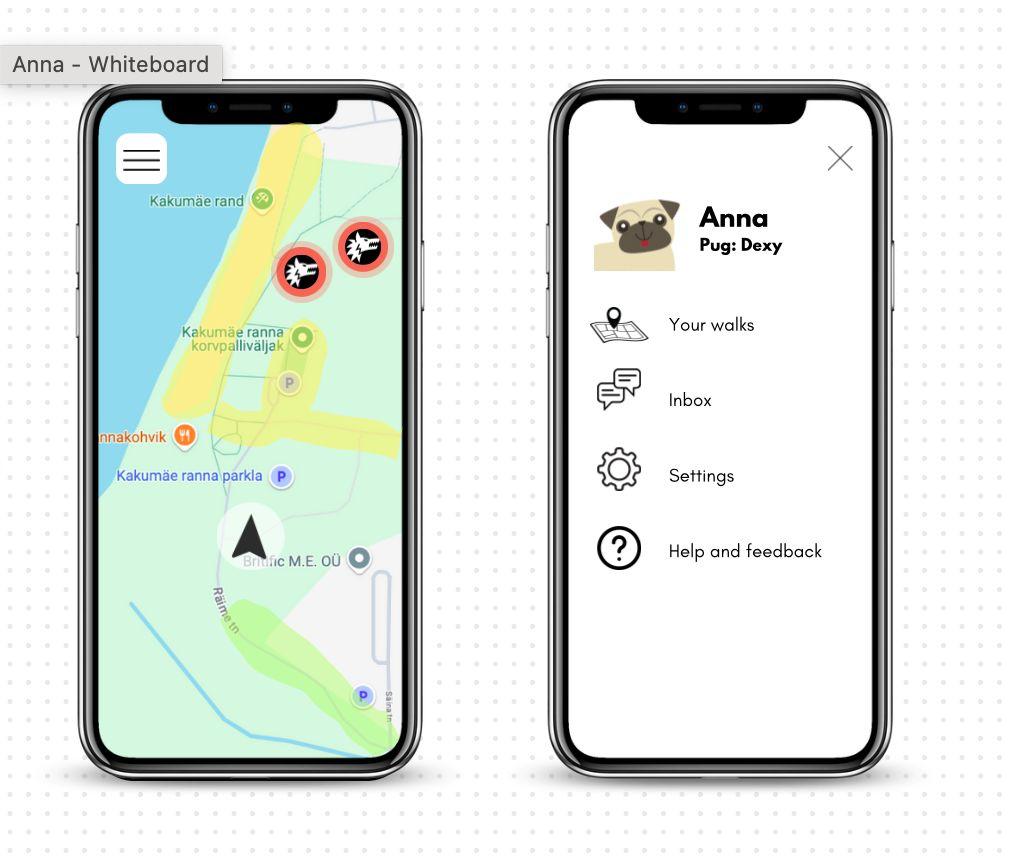 Anna - Whiteboard
Kakumäe rand
Kakumäe ranna
korvpalliväljak
P
nnakohvik
Kakumäe ranna parkla P
Britific M.E. OÜ
Räime tn
P
Säina tn
Anna
Pug: Dexy
Your walks
Inbox
Settings
?
Help and feedback